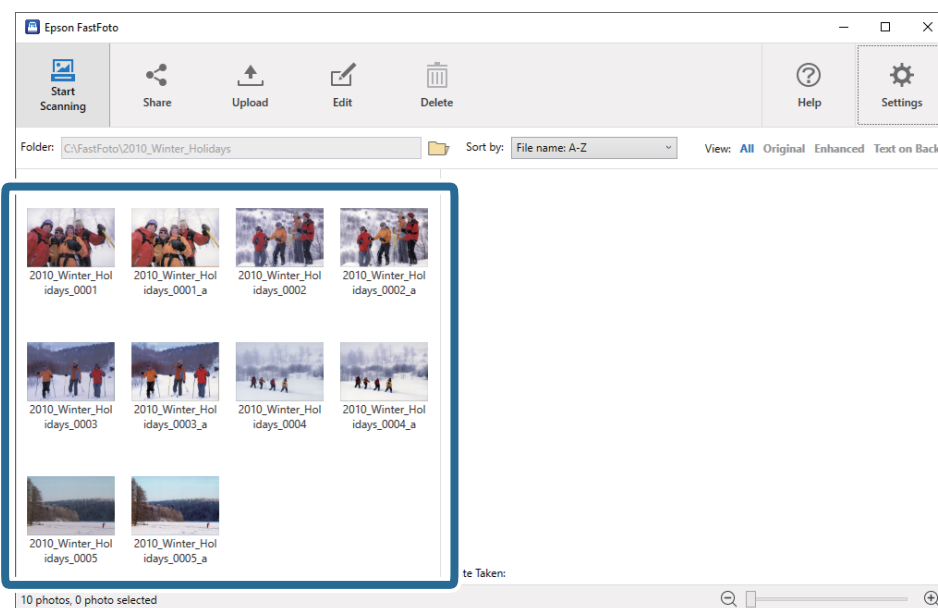 Epson FastFoto
Start
Scanning
Share
Upload
Edit
Delete
Help
Settings
Folder: C:\FastFoto\2010_Winter_Holidays
Sort by: File name: A-Z
View: All Original Enhanced Text on Back
2010_Winter_Hol
idays_0001
2010_Winter_Hol
idays_0001_a
2010_Winter_Hol
idays_0002
2010_Winter_Hol
idays_0002_a
2010_Winter_Hol
idays_0003
2010_Winter_Hol
idays_0003_a
2010_Winter_Hol
idays_0004
2010_Winter_Hol
idays_0004_a
2010_Winter_Hol
idays_0005
2010_Winter_Hol
idays_0005_a
te Taken:
10 photos, 0 photo selected